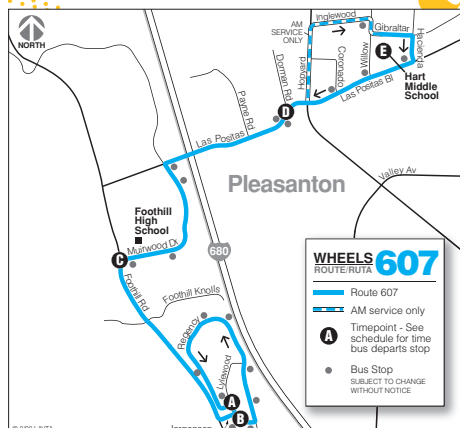 NORTH
AM
SERVICE
ONLY
Inglewood
Gibraltar
Hacienda
E
Hart
Middle
School
Willow
Coronado
Hopyard
Las Positas Bl
Dorman Rd
D
Payne Rd
Las Positas
Pleasanton
Valley Av
Foothill
High
School
Muirwood Dr
C
680
Foothill Rd
Foothill Knolls
Regency
Lylewood
A
B
WHEELS
ROUTE/RUTA
607
Route 607
AM service only
A
Timepoint - See
schedule for time
bus departs stop
Bus Stop
SUBJECT TO CHANGE
WITHOUT NOTICE